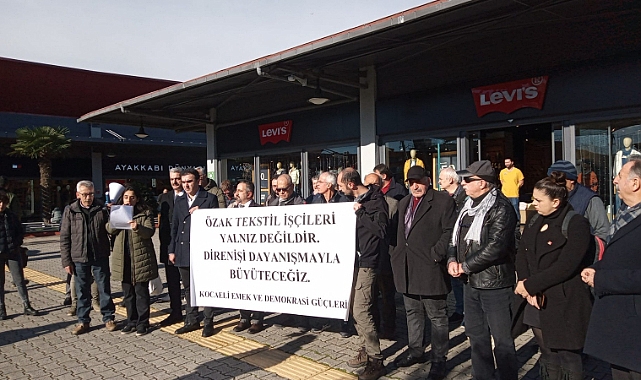 LEVI'S
LEVI'S
AYAKKABI DÜNYASI
ÖZAK TEKSTİL İŞÇİLERİ
YALNIZ DEĞİLDİR.
DİRENİŞİ DAYANIŞMAYLA
BÜYÜTECEĞİZ.
KOCAELİ EMEK VE DEMOKRASİ GÜÇLERİ